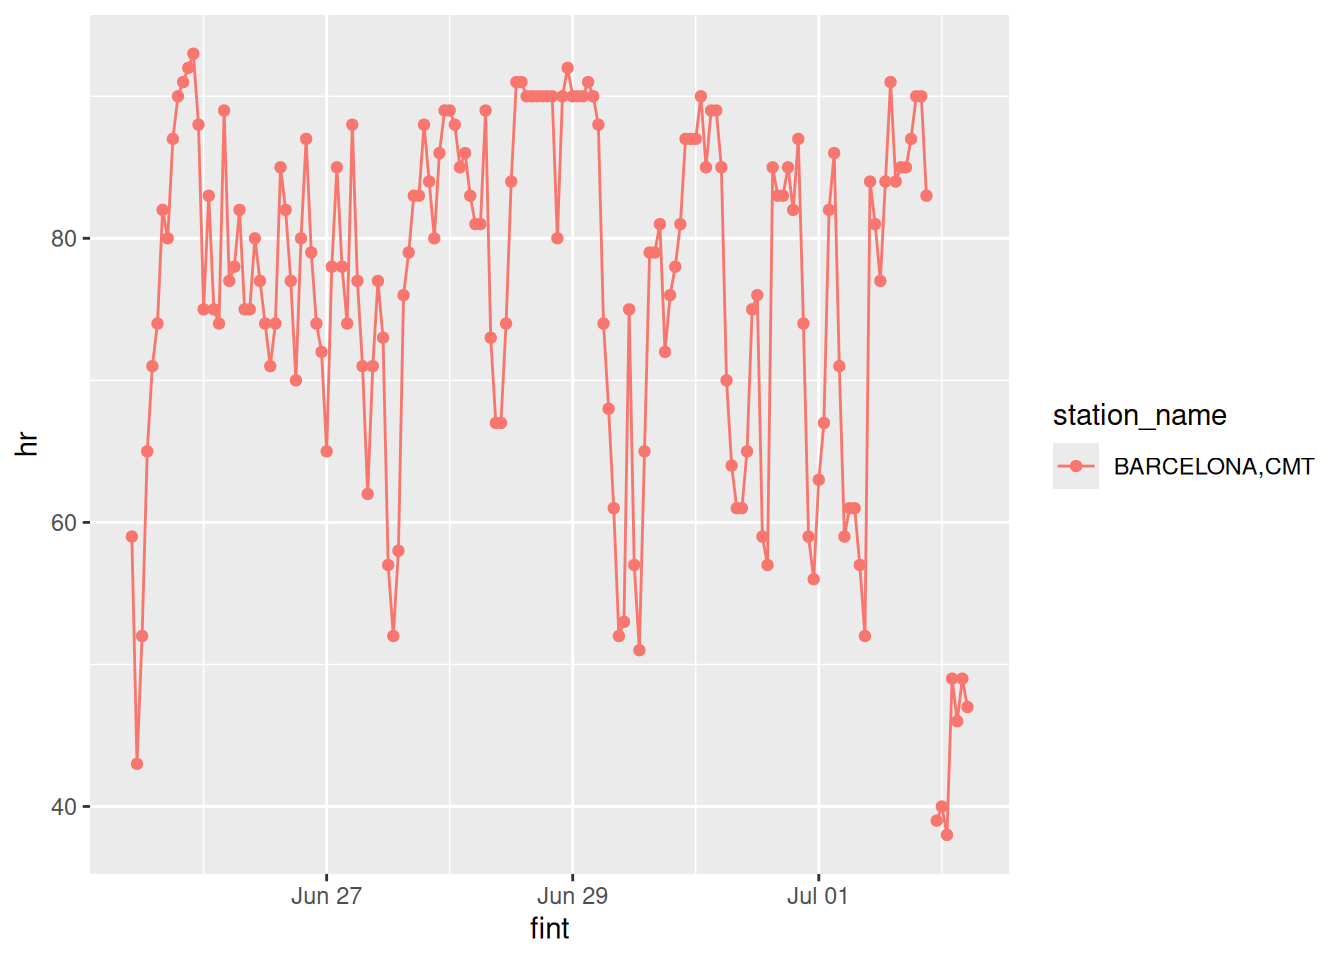 hr
80
60
40
Jun 27
Jun 29
Jul 01
fint
station_name
BARCELONA,CMT